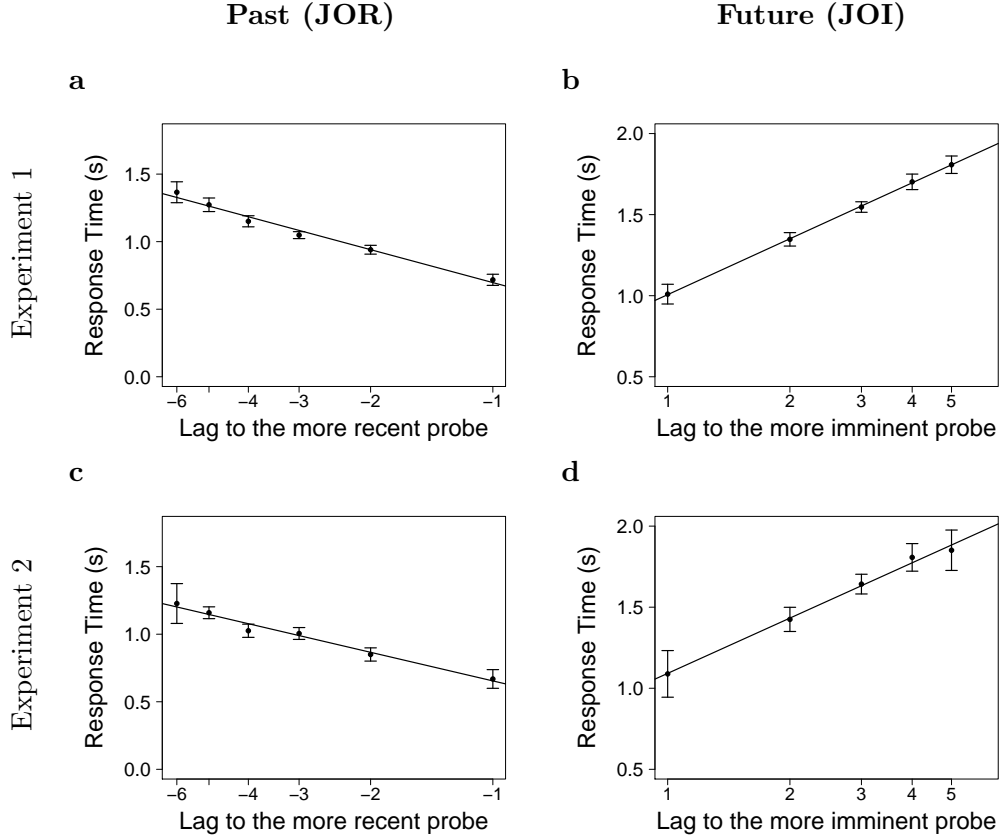 Past (JOR)
Future (JOI)
a
b
Experiment 1
Response Time (s)
1.5
1.0
0.5
0.0
−6 −4 −3 −2 −1
Lag to the more recent probe
Response Time (s)
2.0
1.5
1.0
0.5
1 2 3 4 5
Lag to the more imminent probe
c
d
Experiment 2
Response Time (s)
1.5
1.0
0.5
0.0
−6 −4 −3 −2 −1
Lag to the more recent probe
Response Time (s)
2.0
1.5
1.0
0.5
1 2 3 4 5
Lag to the more imminent probe